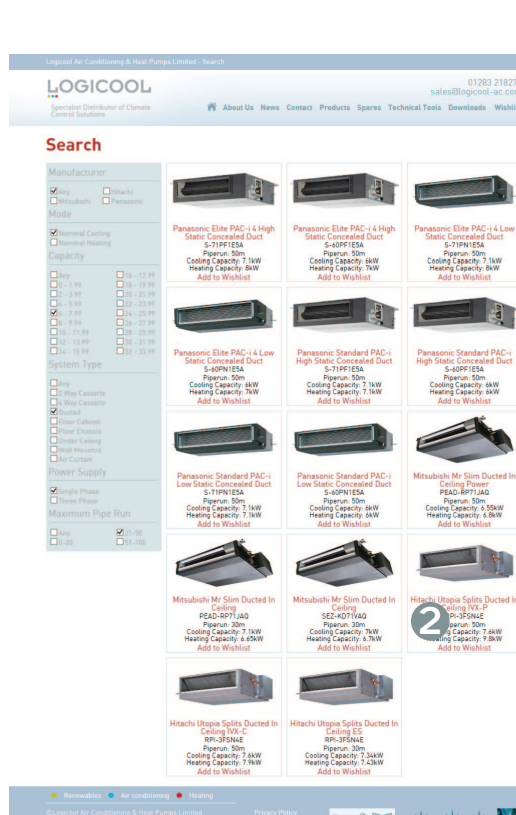 Logicool Air Conditioning & Heat Pumps Limited - Search
LOGICOOL
Specialist Distributor of Climate
Control Solutions
01283 21827
sales@logicool-ac.com
About Us News Contact Products Spares Technical Tools Downloads Wishli
Search
Manufacturer
Any Hitachi
Mitsubishi Panasonic
Mode
Nominal Cooling
Nominal Heating
Capacity
Any 16 - 17.99
0 - 1.99 18 - 19.99
2 - 3.99 20 - 21.99
4 - 5.99 22 - 23.99
6 - 7.99 24 - 25.99
8 - 9.99 26 - 27.99
10 - 11.99 28 - 29.99
12 - 13.99 30 - 31.99
14 - 15.99 32 - 33.99
System Type
Any
2 Way Cassette
4 Way Cassette
Ducted
Floor Cabinet
Floor Chassis
Under Ceiling
Wall Mounted
Air Curtain
Power Supply
Single Phase
Three Phase
Maximum Pipe Run
Any 21-50
0-20 51-100
Panasonic Elite PAC-i 4 High
Static Concealed Duct
S-71PF1E5A
Piperun: 50m
Cooling Capacity: 7.1kW
Heating Capacity: 8kW
Add to Wishlist
Panasonic Elite PAC-i 4 High
Static Concealed Duct
S-60PF1E5A
Piperun: 50m
Cooling Capacity: 6kW
Heating Capacity: 7kW
Add to Wishlist
Panasonic Elite PAC-i 4 Low
Static Concealed Duct
S-71PN1E5A
Piperun: 50m
Cooling Capacity: 7.1kW
Heating Capacity: 8kW
Add to Wishlist
Panasonic Elite PAC-i 4 Low
Static Concealed Duct
S-60PN1E5A
Piperun: 50m
Cooling Capacity: 6kW
Heating Capacity: 7kW
Add to Wishlist
Panasonic Standard PAC-i
High Static Concealed Duct
S-71PF1E5A
Piperun: 50m
Cooling Capacity: 7.1kW
Heating Capacity: 7.1kW
Add to Wishlist
Panasonic Standard PAC-i
High Static Concealed Duct
S-60PF1E5A
Piperun: 50m
Cooling Capacity: 6kW
Heating Capacity: 6kW
Add to Wishlist
Panasonic Standard PAC-i
Low Static Concealed Duct
S-71PN1E5A
Piperun: 50m
Cooling Capacity: 7.1kW
Heating Capacity: 7.1kW
Add to Wishlist
Panasonic Standard PAC-i
Low Static Concealed Duct
S-60PN1E5A
Piperun: 50m
Cooling Capacity: 6kW
Heating Capacity: 6kW
Add to Wishlist
Mitsubishi Mr Slim Ducted In
Ceiling Power
PEAD-RP71JAQ
Piperun: 50m
Cooling Capacity: 6.55kW
Heating Capacity: 6.8kW
Add to Wishlist
Mitsubishi Mr Slim Ducted In
Ceiling
PEAD-RP71JAQ
Piperun: 30m
Cooling Capacity: 7.1kW
Heating Capacity: 6.65kW
Add to Wishlist
Mitsubishi Mr Slim Ducted In
Ceiling
SEZ-KD71VAQ
Piperun: 30m
Cooling Capacity: 7kW
Heating Capacity: 6.7kW
Add to Wishlist
Hitachi Utopia Splits Ducted In
Ceiling IVX-P
PI-3FSN4E
Piperun: 50m
ling Capacity: 7.6kW
ating Capacity: 9.8kW
Add to Wishlist
2
Hitachi Utopia Splits Ducted In
Ceiling IVX-C
RPI-3FSN4E
Piperun: 50m
Cooling Capacity: 7.6kW
Heating Capacity: 7.9kW
Add to Wishlist
Hitachi Utopia Splits Ducted In
Ceiling ES
RPI-3FSN4E
Piperun: 30m
Cooling Capacity: 7.34kW
Heating Capacity: 7.43kW
Add to Wishlist
Renewables Air conditioning Heating
©Logicool Air Conditioning & Heat Pumps Limited Privacy Policy